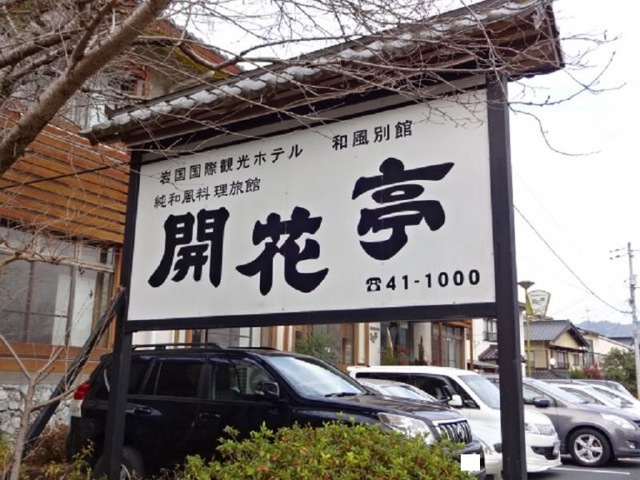 岩国国際観光ホテル 和風別館
純和風料理旅館
開花亭
☎41-1000